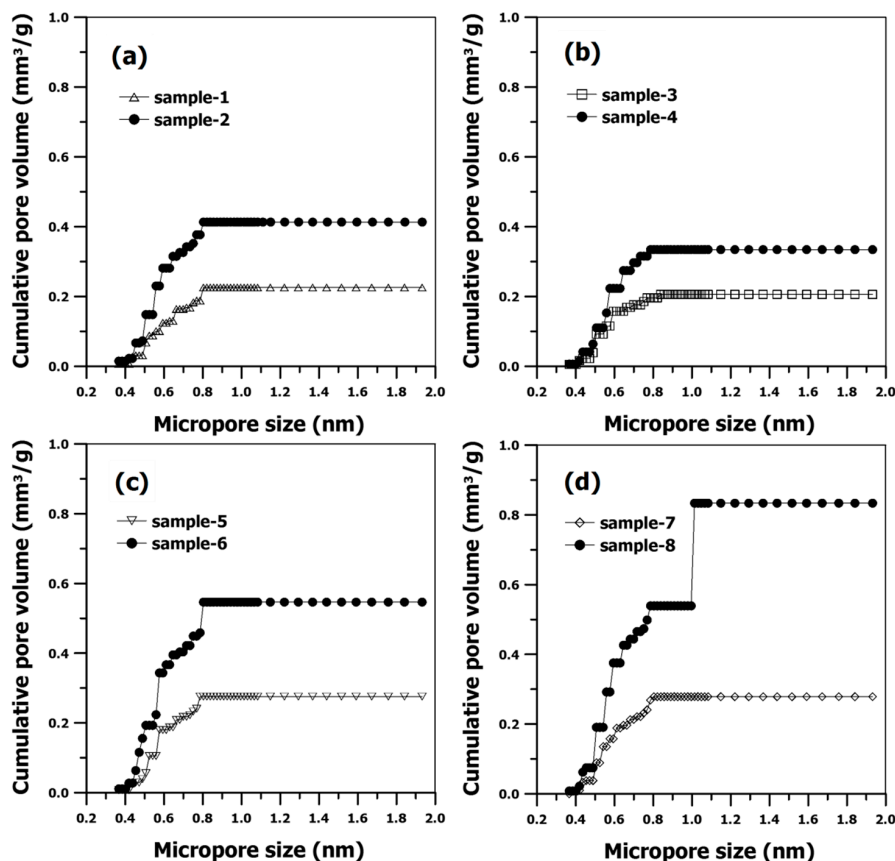 Cumulative pore volume (mm³/g)
1.0
0.8
0.6
0.4
0.2
0.0
(a)
sample-1
sample-2
0.2 0.4 0.6 0.8 1.0 1.2 1.4 1.6 1.8 2.0
Micropore size (nm)
Cumulative pore volume (mm³/g)
1.0
0.8
0.6
0.4
0.2
0.0
(b)
sample-3
sample-4
0.2 0.4 0.6 0.8 1.0 1.2 1.4 1.6 1.8 2.0
Micropore size (nm)
Cumulative pore volume (mm³/g)
1.0
0.8
0.6
0.4
0.2
0.0
(c)
sample-5
sample-6
0.2 0.4 0.6 0.8 1.0 1.2 1.4 1.6 1.8 2.0
Micropore size (nm)
Cumulative pore volume (mm³/g)
1.0
0.8
0.6
0.4
0.2
0.0
(d)
sample-7
sample-8
0.2 0.4 0.6 0.8 1.0 1.2 1.4 1.6 1.8 2.0
Micropore size (nm)